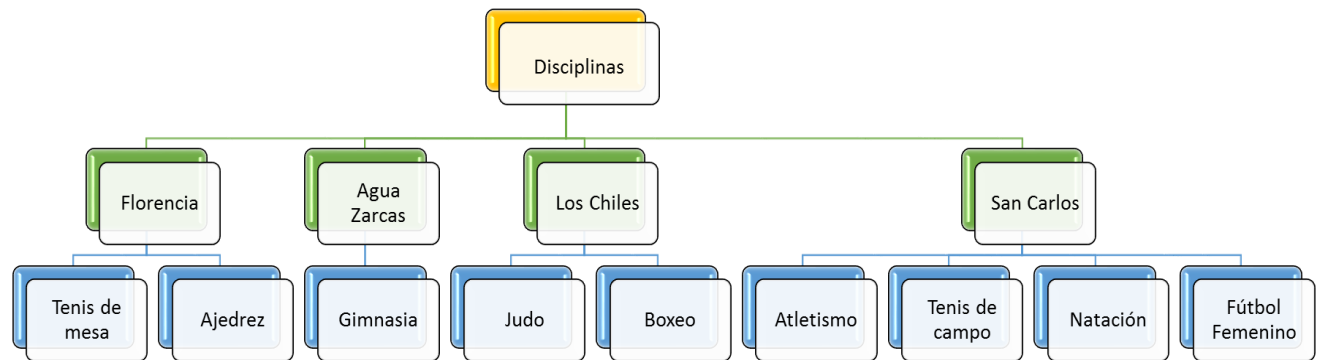 Disciplinas
Florencia
Agua
Zarcas
Los Chiles
San Carlos
Tenis de
mesa
Ajedrez
Gimnasia
Judo
Boxeo
Atletismo
Tenis de
campo
Natación
Fútbol
Femenino